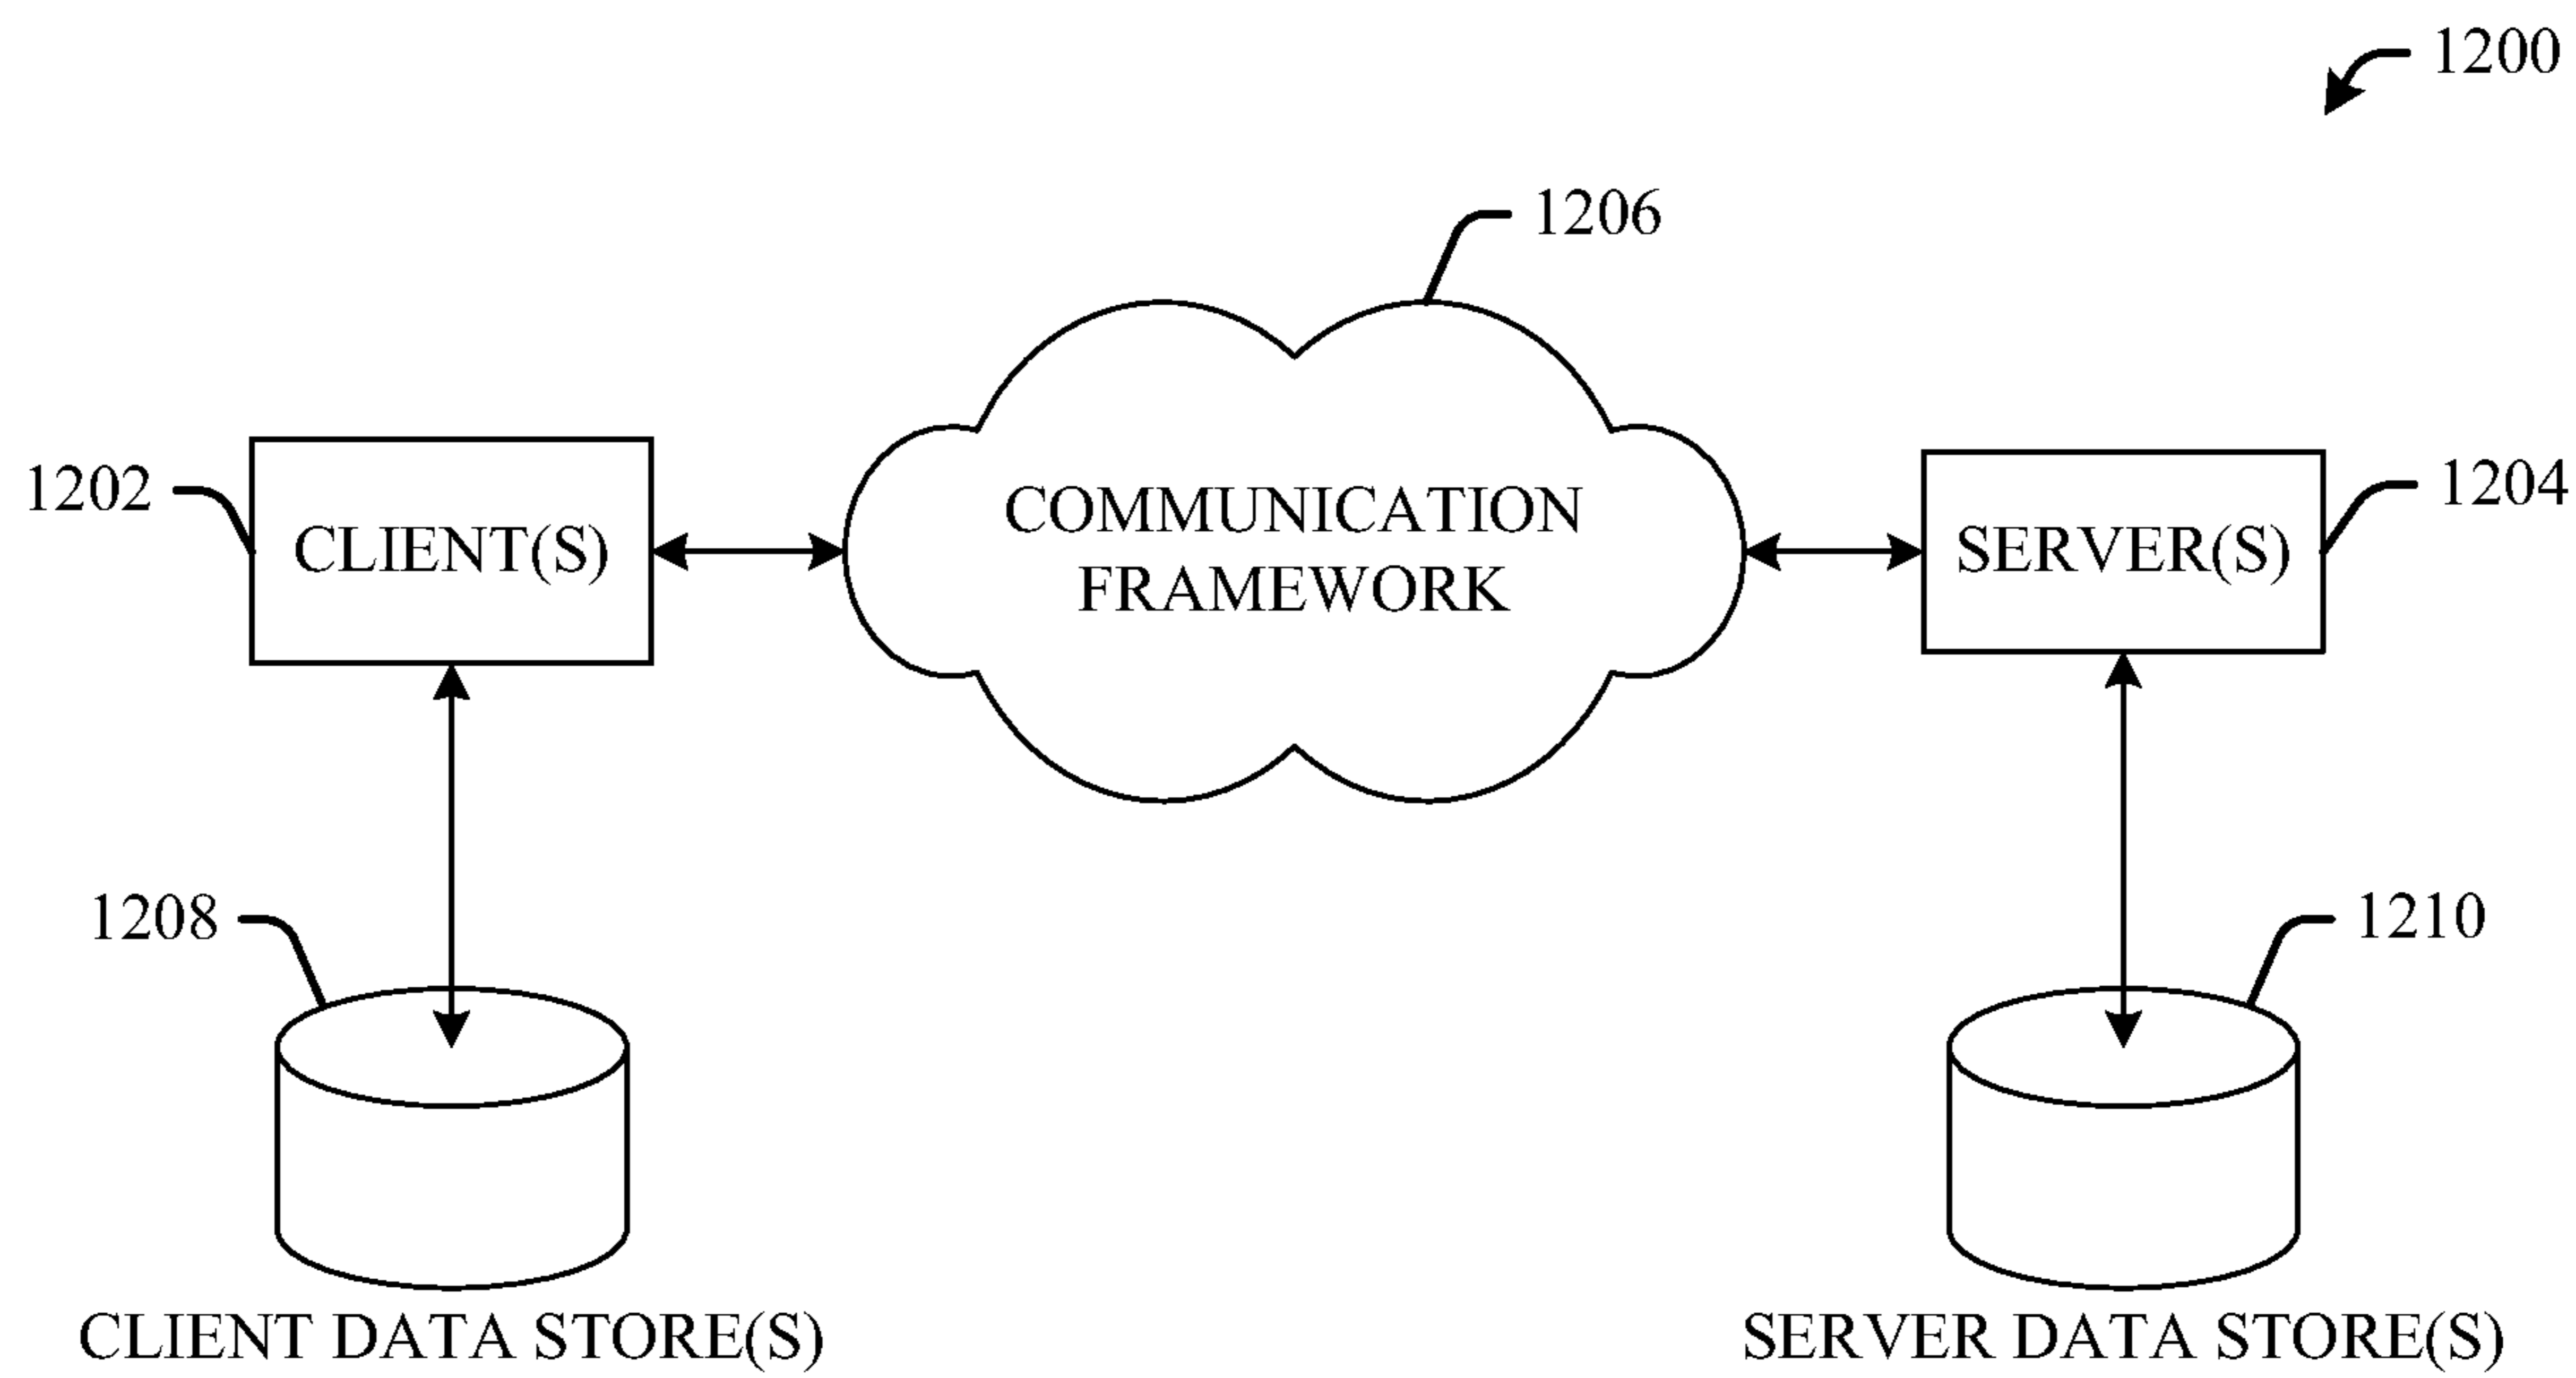 1200
1206
1202
CLIENT(S)
COMMUNICATION
FRAMEWORK
SERVER(S)
1204
1208
1210
CLIENT DATA STORE(S)
SERVER DATA STORE(S)